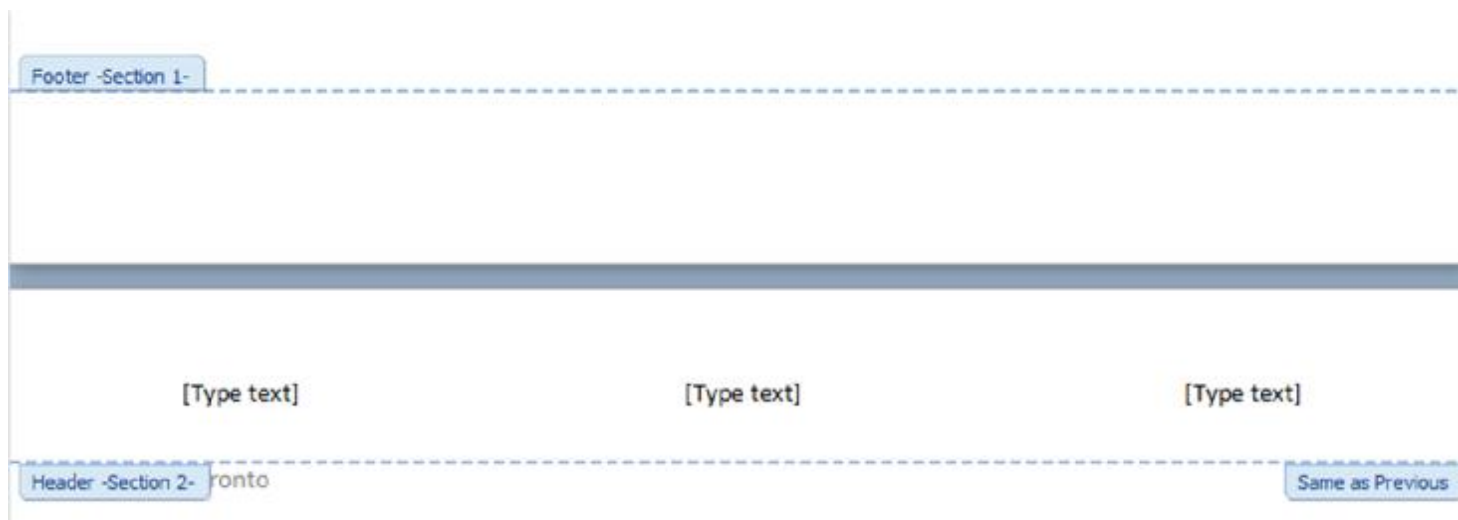 Footer -Section 1-
[Type text] [Type text] [Type text]
Header -Section 2- ronto Same as Previous